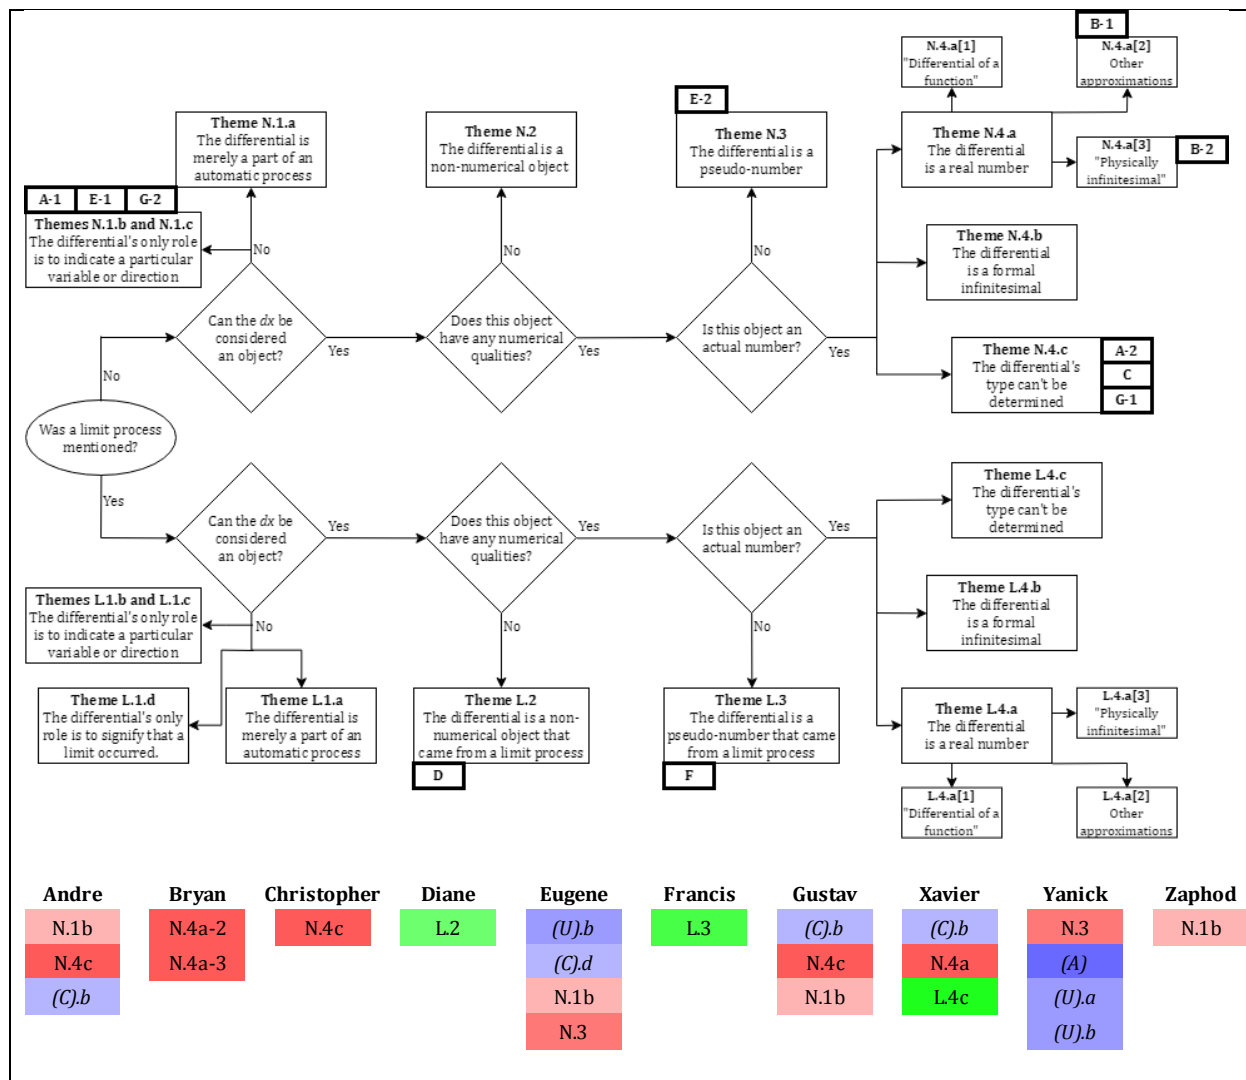 B-1
N.4.a[1]
"Differential of a
function"
N.4.a[2]
Other
approximations
E-2
Theme N.1.a
The differential is
merely a part of an
automatic process
Theme N.2
The differential is a
non-numerical object
Theme N.3
The differential is a
pseudo-number
Theme N.4.a
The differential
is a real number
N.4.a[3]
"Physically
infinitesimal"
B-2
A-1
E-1
G-2
Themes N.1.b and N.1.c
The differential's only role
is to indicate a particular
variable or direction
No
No
No
Theme N.4.b
The differential
is a formal
infinitesimal
Can the dx be
considered
an object?
Yes
Does this object
have any numerical
qualities?
Yes
Is this object an
actual number?
Yes
Theme N.4.c
The differential's
type can't be
determined
A-2
C
G-1
No
Was a limit process
mentioned?
Yes
Can the dx be
considered
an object?
Yes
Does this object
have any numerical
qualities?
Yes
Is this object an
actual number?
Yes
Theme L.4.c
The differential's
type can't be
determined
Themes L.1.b and L.1.c
The differential's only role
is to indicate a particular
variable or direction
No
No
No
Theme L.4.b
The differential
is a formal
infinitesimal
Theme L.1.d
The differential's only
role is to signify that a
limit occurred.
Theme L.1.a
The differential is
merely a part of an
automatic process
Theme L.2
The differential is a non-
numerical object that
came from a limit process
D
Theme L.3
The differential is a
pseudo-number that came
from a limit process
F
Theme L.4.a
The differential
is a real number
L.4.a[3]
"Physically
infinitesimal"
L.4.a[1]
"Differential of a
function"
L.4.a[2]
Other
approximations
Andre Bryan Christopher Diane Eugene Francis Gustav Xavier Yanick Zaphod
N.1b N.4a-2 N.4c L.2 (U).b L.3 (C).b (C).b N.3 N.1b
N.4c N.4a-3 (C).d N.4c N.4a (A)
(C).b N.1b N.1b L.4c (U).a
N.3 (U).b